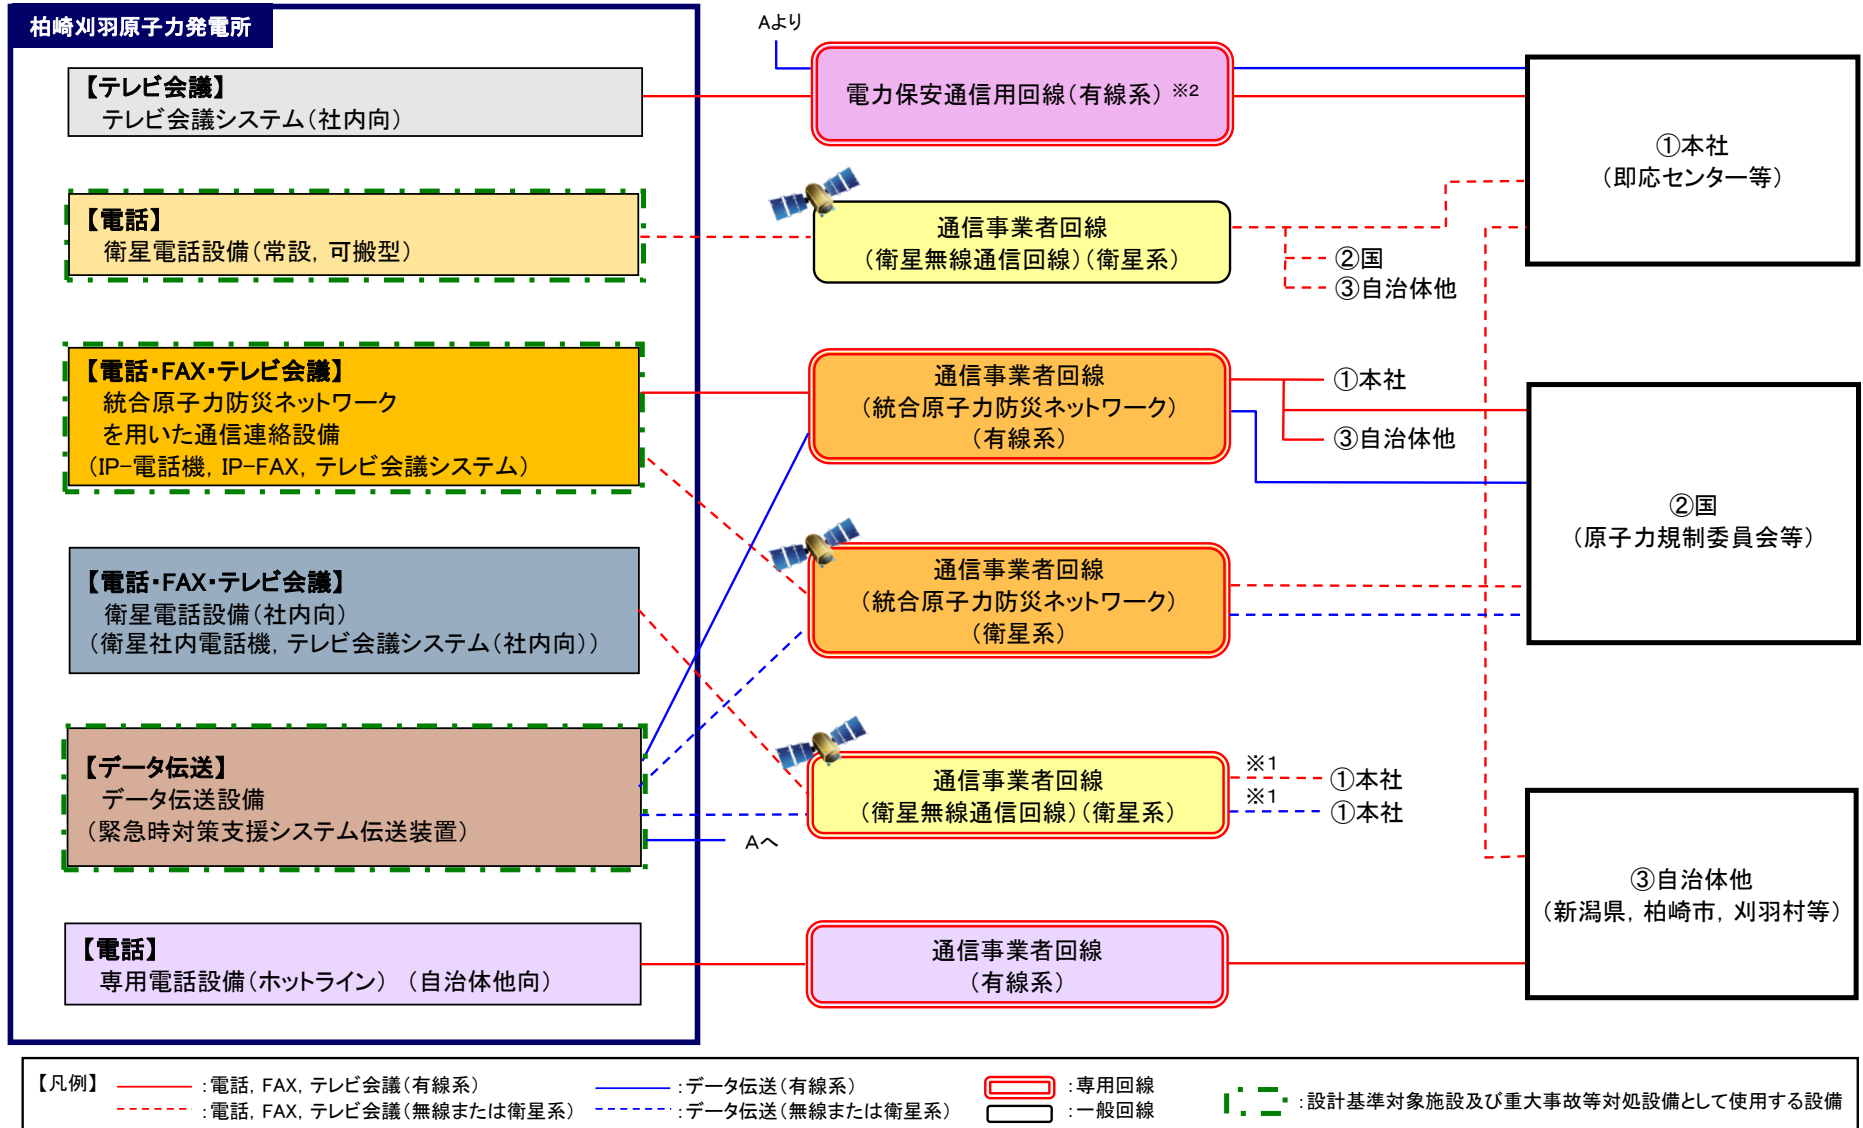 柏崎刈羽原子力発電所
【テレビ会議】
テレビ会議システム(社内向)
【電話】
衛星電話設備(常設, 可搬型)
【電話・FAX・テレビ会議】
統合原子力防災ネットワーク
を用いた通信連絡設備
(IP-電話機, IP-FAX, テレビ会議システム)
【電話・FAX・テレビ会議】
衛星電話設備(社内向)
(衛星社内電話機, テレビ会議システム(社内向))
【データ伝送】
データ伝送設備
(緊急時対策支援システム伝送装置)
【電話】
専用電話設備(ホットライン) (自治体他向)
Aより
電力保安通信用回線(有線系) ※2
通信事業者回線
(衛星無線通信回線)(衛星系)
②国
③自治体他
通信事業者回線
(統合原子力防災ネットワーク)
(有線系)
①本社
③自治体他
通信事業者回線
(統合原子力防災ネットワーク)
(衛星系)
通信事業者回線
(衛星無線通信回線)(衛星系)
※1
①本社
※1
①本社
Aへ
通信事業者回線
(有線系)
①本社
(即応センター等)
②国
(原子力規制委員会等)
③自治体他
(新潟県, 柏崎市, 刈羽村等)
【凡例】
:電話, FAX, テレビ会議(有線系)
:電話, FAX, テレビ会議(無線または衛星系)
:データ伝送(有線系)
:データ伝送(無線または衛星系)
:専用回線
:一般回線
:設計基準対象施設及び重大事故等対処設備として使用する設備